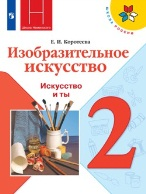 Е. И. Коротеева
Изобразительное
искусство
Искусство и ты
2